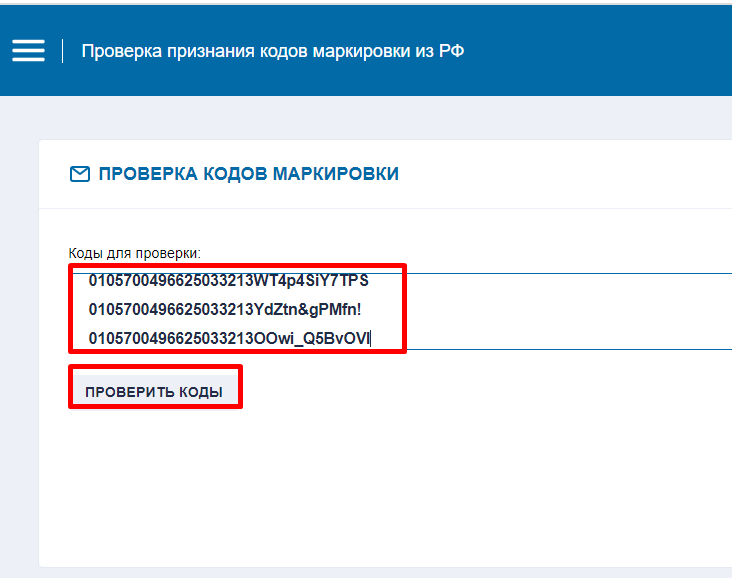 Проверка признания кодов маркировки из РФ
ПРОВЕРКА КОДОВ МАРКИРОВКИ
Коды для проверки:
0105700496625033213WT4p4SiY7TPS
0105700496625033213YdZtn&gPMfn!
0105700496625033213OOwi_Q5BvOVI
ПРОВЕРИТЬ КОДЫ